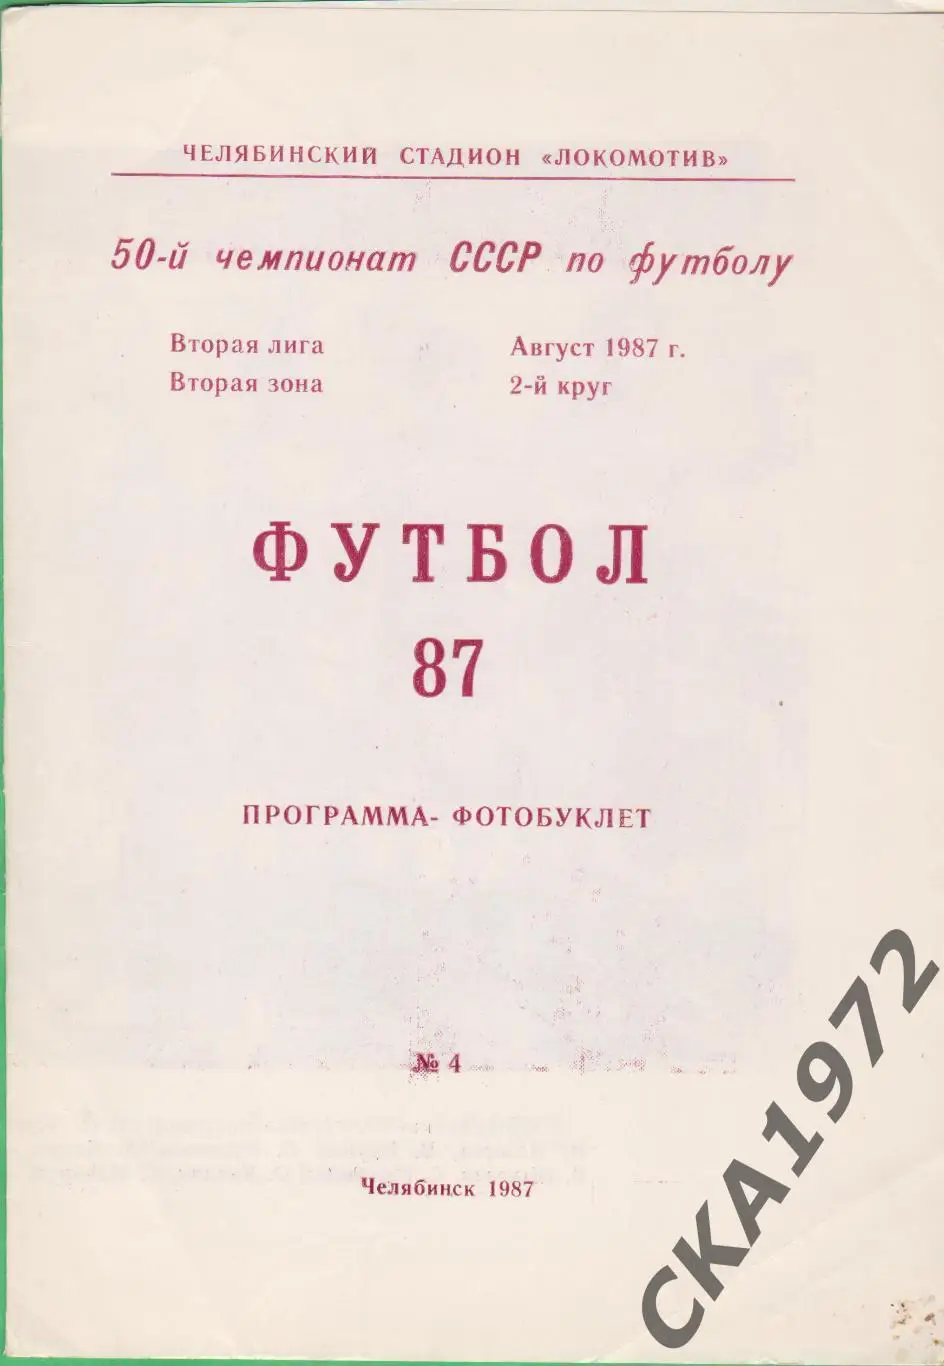 ЧЕЛЯБИНСКИЙ СТАДИОН «ЛОКОМОТИВ»
50-й чемпионат СССР по футболу
Вторая лига
Вторая зона
Август 1987 г.
2-й круг
ФУТБОЛ
87
ПРОГРАММА- ФОТОБУКЛЕТ
№ 4
Челябинск 1987
СКА1972